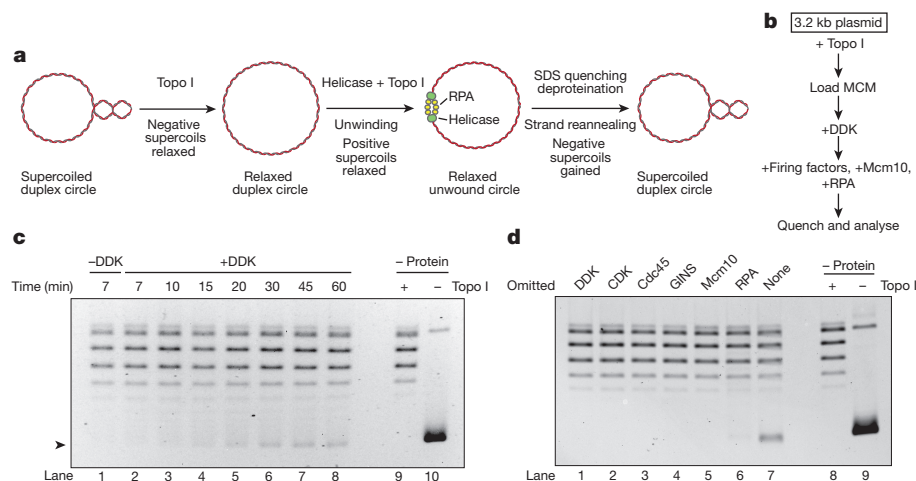 a
Topo I
Negative
supercoils
relaxed
Helicase + Topo I
Unwinding
Positive
supercoils
relaxed
RPA
Helicase
SDS quenching
deproteination
Strand reannealing
Negative
supercoils
gained
Supercoiled
duplex circle
Relaxed
duplex circle
Relaxed
unwound circle
Supercoiled
duplex circle
b
3.2 kb plasmid
+ Topo I
Load MCM
+DDK
+Firing factors, +Mcm10,
+RPA
Quench and analyse
c
–DDK +DDK – Protein
Time (min) 7 7 10 15 20 30 45 60 + – Topo I
Lane 1 2 3 4 5 6 7 8 9 10
d
Omitted DDK CDK Cdc45 GINS Mcm10 RPA None
– Protein
+ – Topo I
Lane 1 2 3 4 5 6 7 8 9